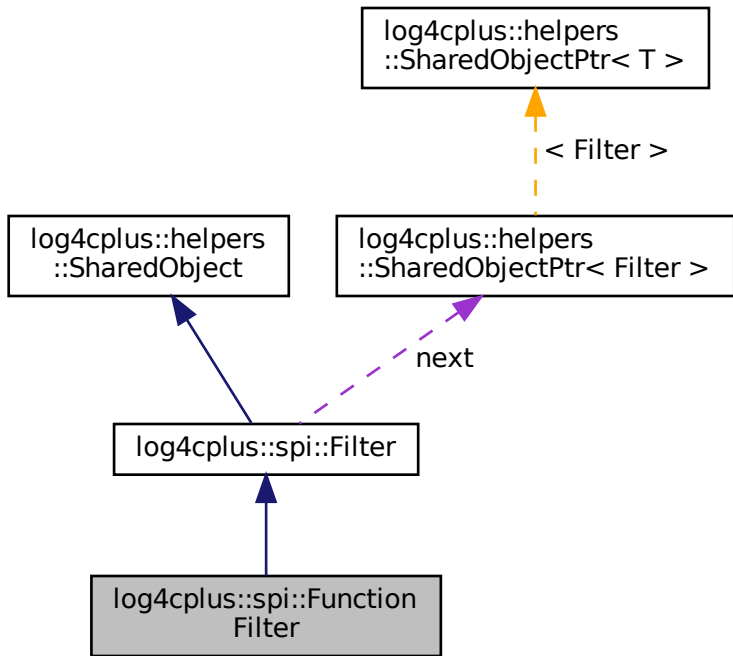 log4cplus::helpers
::SharedObjectPtr< T >
< Filter >
log4cplus::helpers
::SharedObject
log4cplus::helpers
::SharedObjectPtr< Filter >
next
log4cplus::spi::Filter
log4cplus::spi::Function
Filter